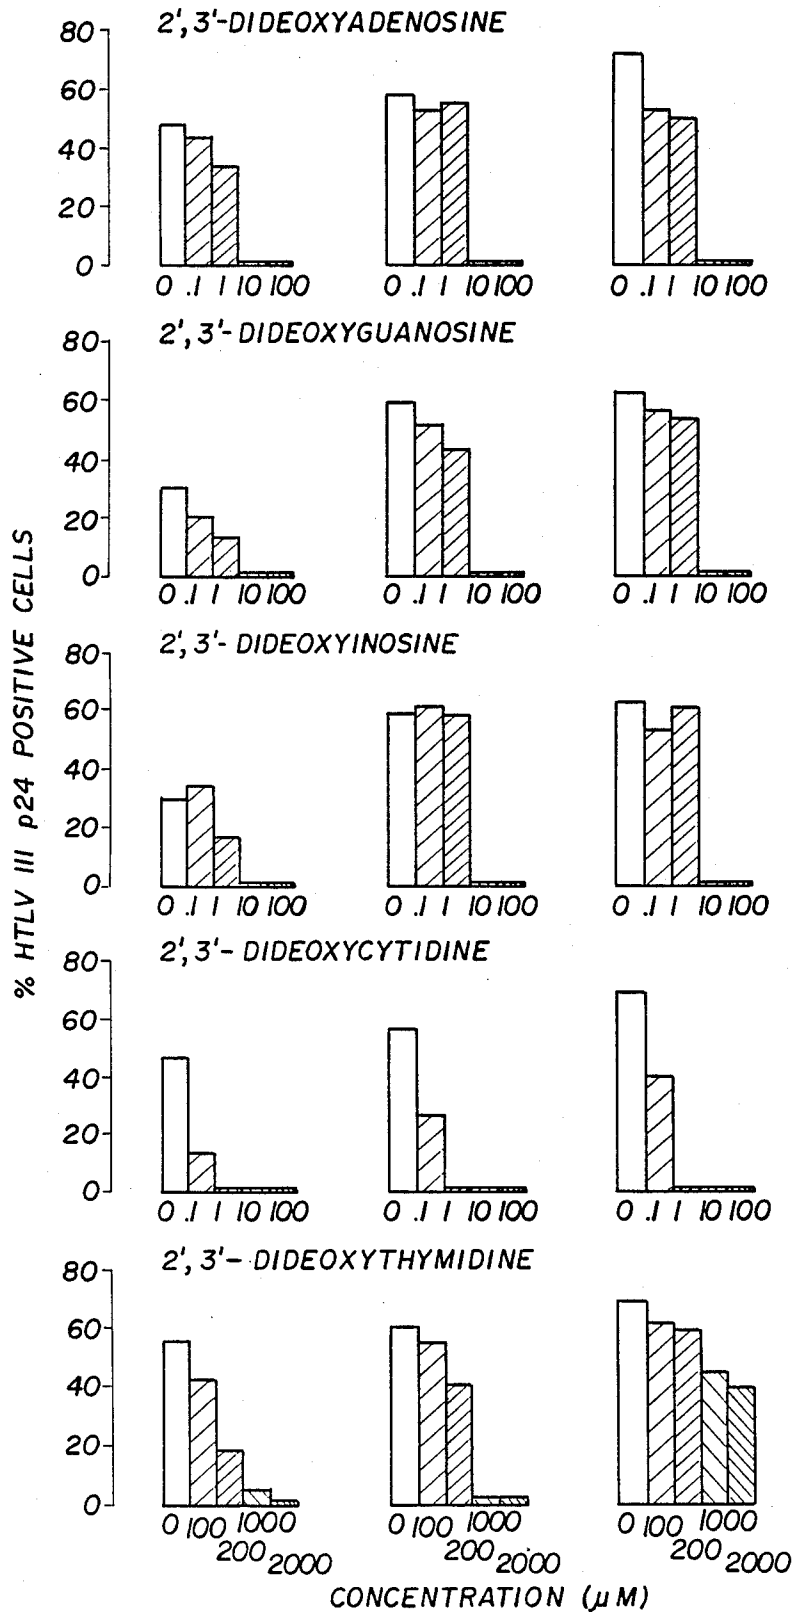 2',3'-DIDEOXYADENOSINE
80
60
40
20
0
0 .1 1 10 100
0 .1 1 10 100
0 .1 1 10 100
2',3'- DIDEOXYGUANOSINE
80
60
40
20
0
0 .1 1 10 100
0 .1 1 10 100
0 .1 1 10 100
% HTLV III p24 POSITIVE CELLS
2',3'- DIDEOXYINOSINE
80
60
40
20
0
0 .1 1 10 100
0 .1 1 10 100
0 .1 1 10 100
2',3'- DIDEOXYCYTIDINE
80
60
40
20
0
0 .1 1 10 100
0 .1 1 10 100
0 .1 1 10 100
2',3'- DIDEOXYTHYMIDINE
80
60
40
20
0
0 100 200 1000 2000
0 100 200 1000 2000
0 100 200 1000 2000
CONCENTRATION (μM)